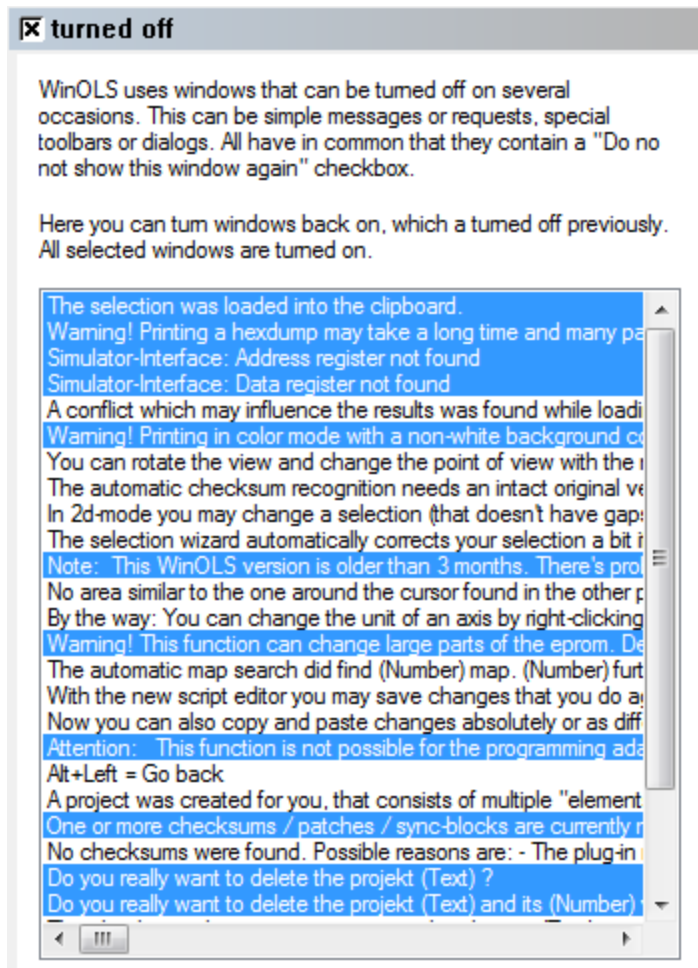 turned off
WinOLS uses windows that can be turned off on several
occasions. This can be simple messages or requests, special
toolbars or dialogs. All have in common that they contain a "Do no
not show this window again" checkbox.
Here you can turn windows back on, which a turned off previously.
All selected windows are turned on.
The selection was loaded into the clipboard.
Warning! Printing a hexdump may take a long time and many pa
Simulator-Interface: Address register not found
Simulator-Interface: Data register not found
A conflict which may influence the results was found while loadi
Warning! Printing in color mode with a non-white background co
You can rotate the view and change the point of view with the
The automatic checksum recognition needs an intact original ve
In 2d-mode you may change a selection (that doesn't have gaps
The selection wizard automatically corrects your selection a bit
Note: This WinOLS version is older than 3 months. There's prol
No area similar to the one around the cursor found in the other
By the way: You can change the unit of an axis by right-clicking
Warning! This function can change large parts of the eprom. De
The automatic map search did find (Number) map. (Number) furt
With the new script editor you may save changes that you do
Now you can also copy and paste changes absolutely or as diff
Attention: This function is not possible for the programming ada
Alt+Left = Go back
A project was created for you, that consists of multiple "element
One or more checksums / patches / sync-blocks are currently
No checksums were found. Possible reasons are: - The plug-in
Do you really want to delete the projekt (Text) ?
Do you really want to delete the projekt (Text) and its (Number)